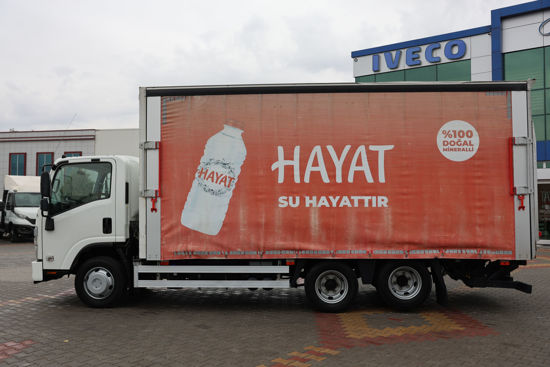 IVECO
HAYAT
HAYAT
SU HAYATTIR
%100
DOĞAL
MİNERALLİ